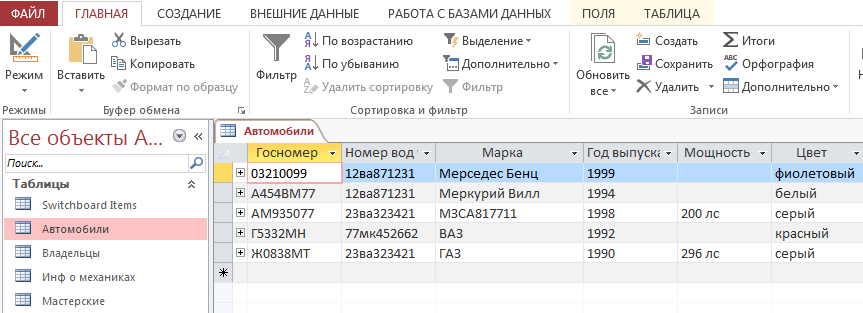 ФАЙЛ ГЛАВНАЯ СОЗДАНИЕ ВНЕШНИЕ ДАННЫЕ РАБОТА С БАЗАМИ ДАННЫХ ПОЛЯ ТАБЛИЦА
Режим
Режимы
Вставить
Вырезать
Копировать
Формат по образцу
Буфер обмена
Фильтр
По возрастанию
По убыванию
Удалить сортировку
Выделение
Дополнительно
Фильтр
Сортировка и фильтр
Обновить
все
Создать
Сохранить
Удалить
Итоги
Орфография
Дополнительно
Записи
Все объекты A...
Поиск...
Таблицы
Switchboard Items
Автомобили
Владельцы
Инф о механиках
Мастерские
Автомобили
Госномер Номер вод Марка Год выпуска Мощность Цвет
03210099 12ва871231 Мерседес Бенц 1999 фиолетовый
А454ВМ77 12ва871231 Меркурий Вилл 1994 белый
АМ935077 23ва323421 МЗСА817711 1998 200 лс серый
Г5332МН 77мк452662 ВАЗ 1992 красный
Ж0838МТ 23ва323421 ГАЗ 1990 296 лс серый